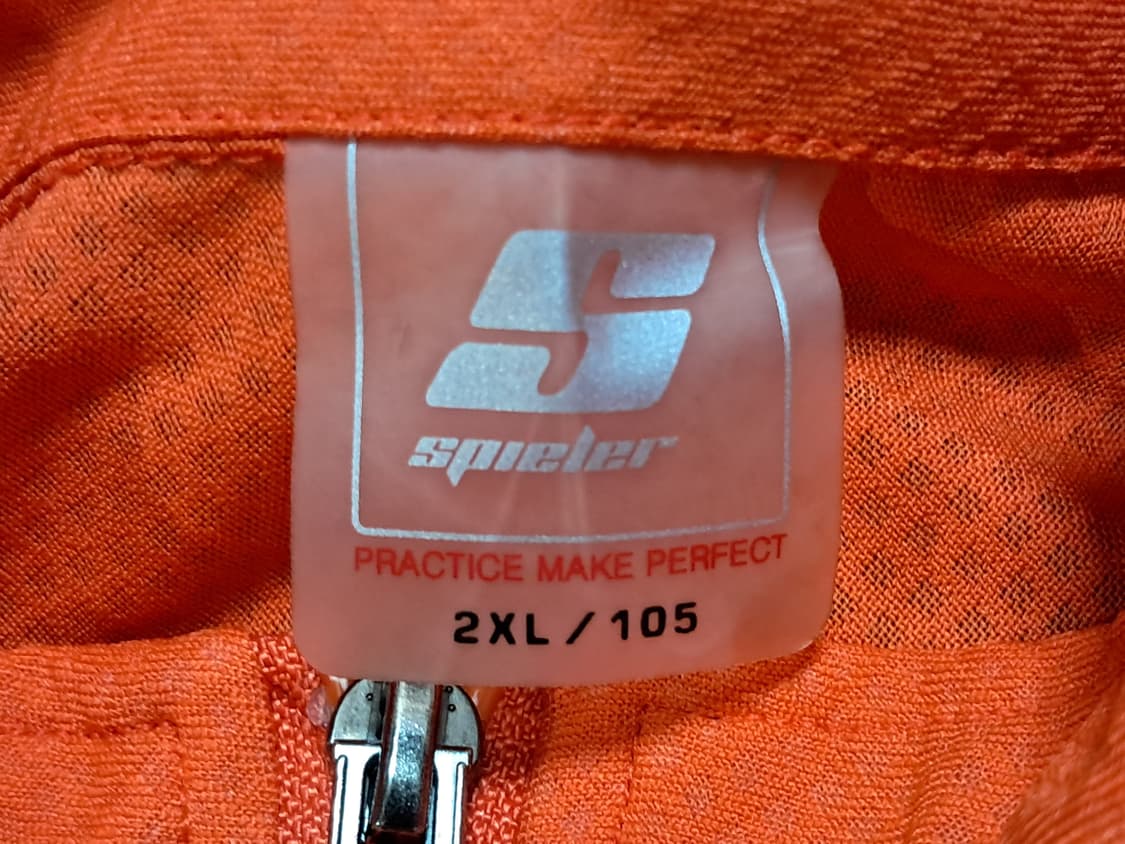 S
spieler
PRACTICE MAKE PERFECT
2XL / 105